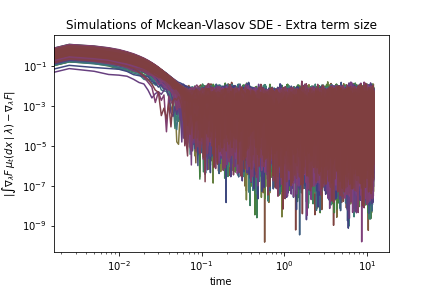 Simulations of Mckean-Vlasov SDE - Extra term size
|∫∇λF μₜ(dx | λ) − ∇λF|
10⁻¹
10⁻³
10⁻⁵
10⁻⁷
10⁻⁹
10⁻² 10⁻¹ 10⁰ 10¹
time